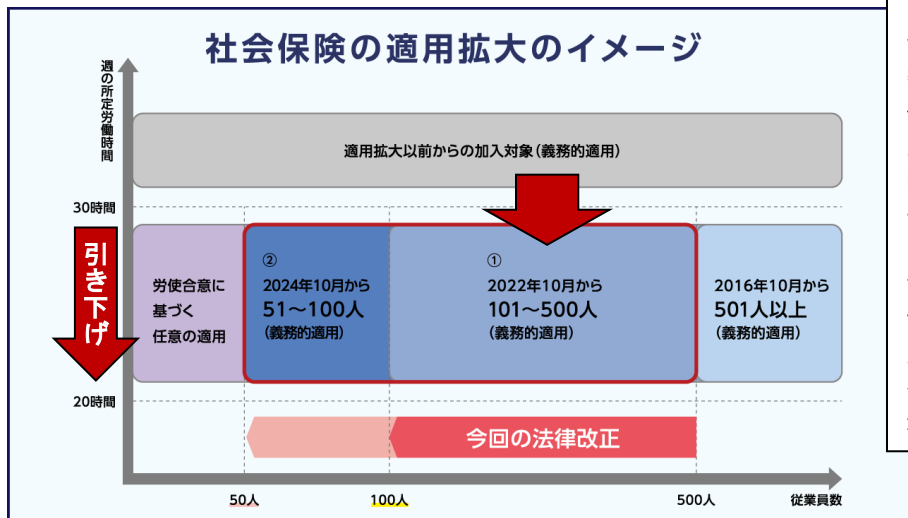 社会保険の適用拡大のイメージ
週の所定労働時間
適用拡大以前からの加入対象(義務的適用)
30時間
引き下げ
労使合意に
基づく
任意の適用
②
2024年10月から
51〜100人
(義務的適用)
①
2022年10月から
101〜500人
(義務的適用)
2016年10月から
501人以上
(義務的適用)
20時間
今回の法律改正
50人
100人
500人
従業員数